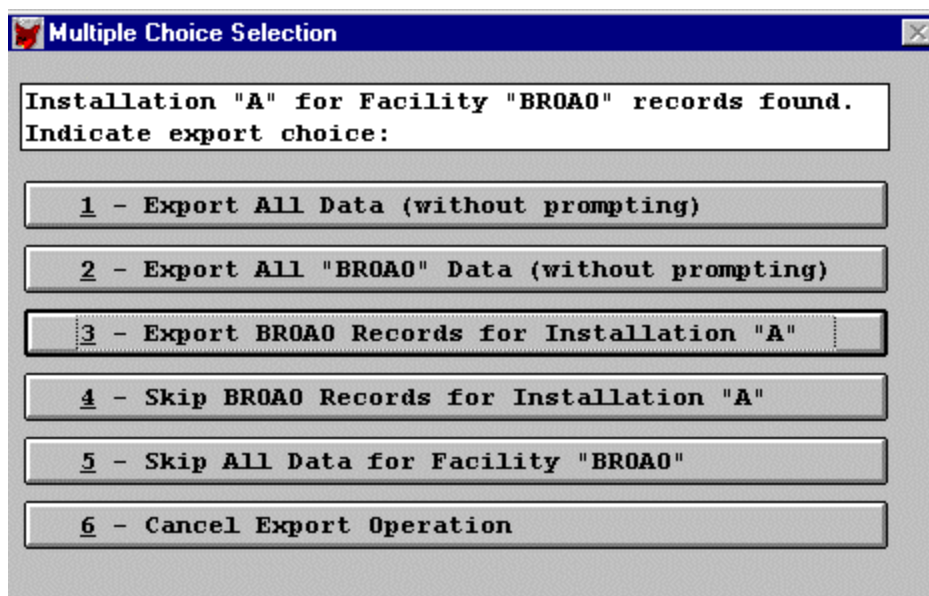 Multiple Choice Selection
Installation "A" for Facility "BROAO" records found.
Indicate export choice:
1 - Export All Data (without prompting)
2 - Export All "BROAO" Data (without prompting)
3 - Export BROAO Records for Installation "A"
4 - Skip BROAO Records for Installation "A"
5 - Skip All Data for Facility "BROAO"
6 - Cancel Export Operation